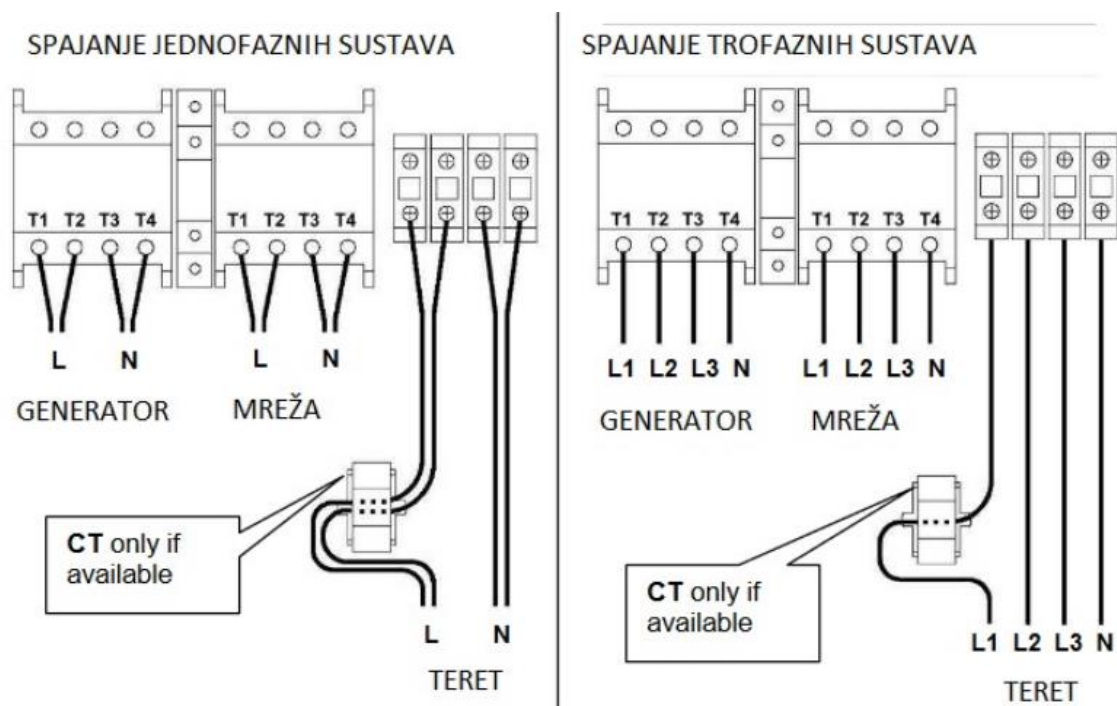 SPAJANJE JEDNOFAZNIH SUSTAVA
T1 T2 T3 T4
T1 T2 T3 T4
L N
L N
GENERATOR
MREŽA
CT only if
available
L N
TERET
SPAJANJE TROFAZNIH SUSTAVA
T1 T2 T3 T4
T1 T2 T3 T4
L1 L2 L3 N
L1 L2 L3 N
GENERATOR
MREŽA
CT only if
available
L1 L2 L3 N
TERET